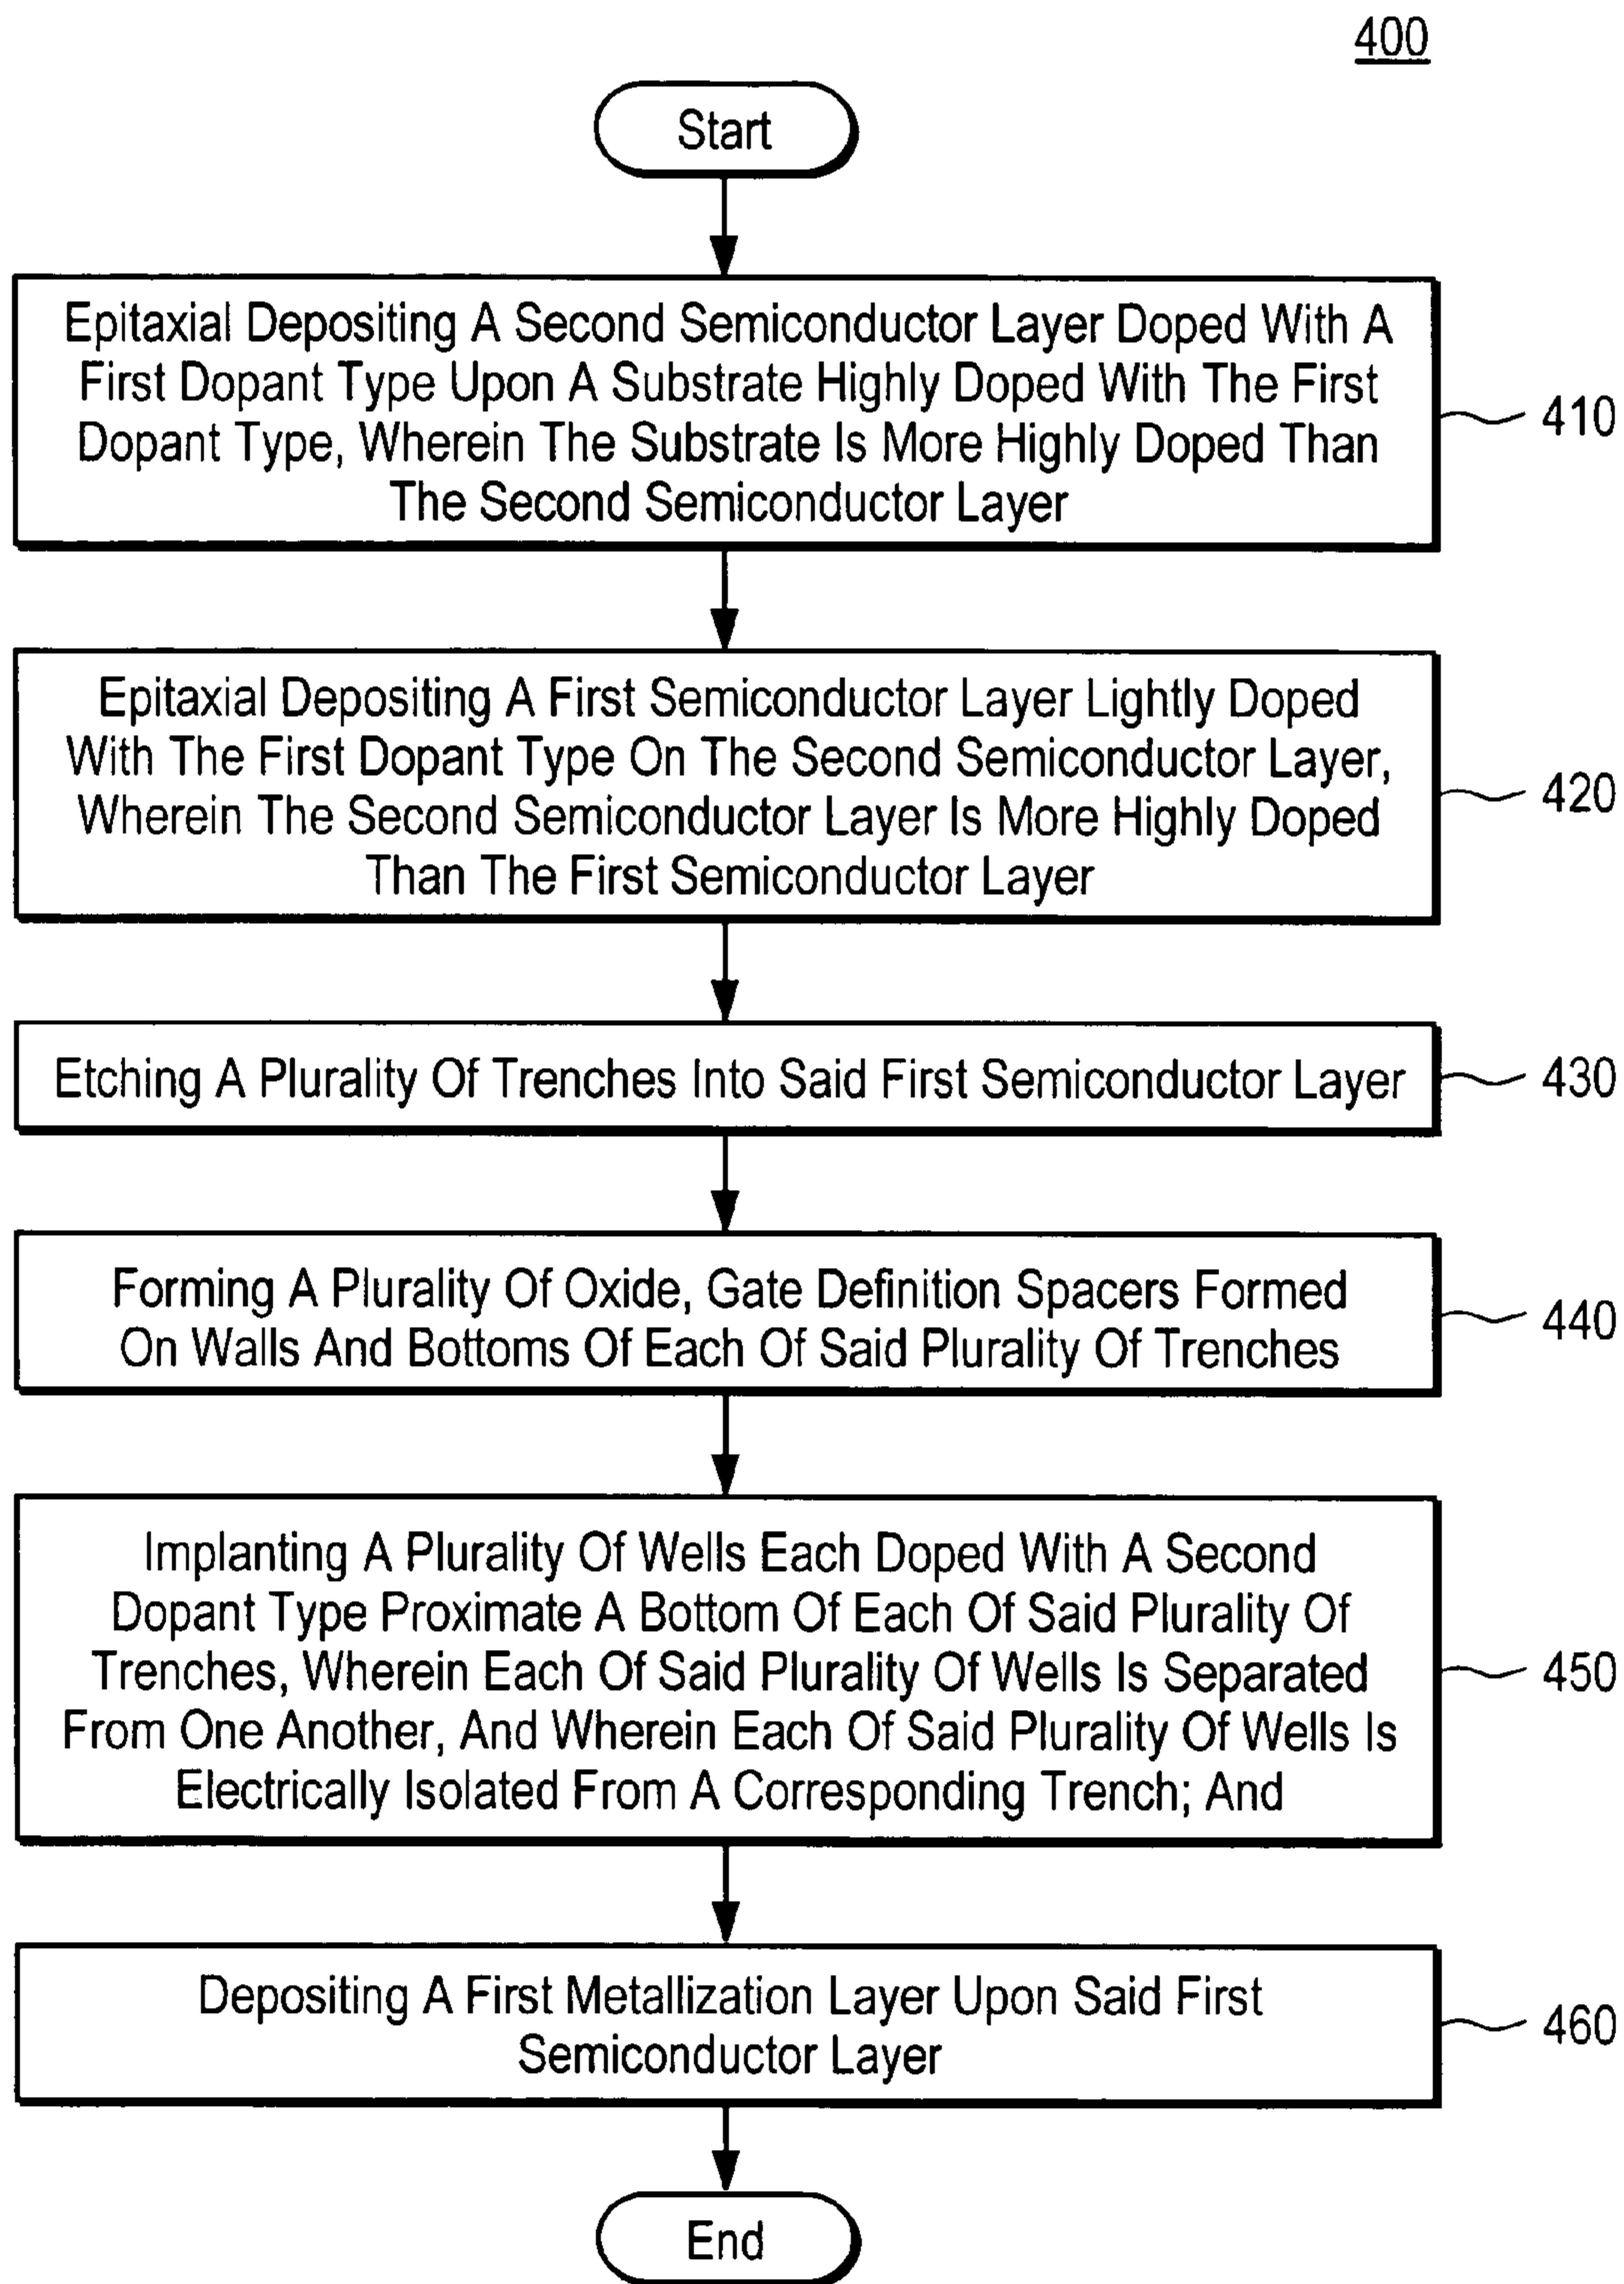 400
Start
Epitaxial Depositing A Second Semiconductor Layer Doped With A
First Dopant Type Upon A Substrate Highly Doped With The First
Dopant Type, Wherein The Substrate Is More Highly Doped Than
The Second Semiconductor Layer
410
Epitaxial Depositing A First Semiconductor Layer Lightly Doped
With The First Dopant Type On The Second Semiconductor Layer,
Wherein The Second Semiconductor Layer Is More Highly Doped
Than The First Semiconductor Layer
420
Etching A Plurality Of Trenches Into Said First Semiconductor Layer
430
Forming A Plurality Of Oxide, Gate Definition Spacers Formed
On Walls And Bottoms Of Each Of Said Plurality Of Trenches
440
Implanting A Plurality Of Wells Each Doped With A Second
Dopant Type Proximate A Bottom Of Each Of Said Plurality Of
Trenches, Wherein Each Of Said Plurality Of Wells Is Separated
From One Another, And Wherein Each Of Said Plurality Of Wells Is
Electrically Isolated From A Corresponding Trench; And
450
Depositing A First Metallization Layer Upon Said First
Semiconductor Layer
460
End